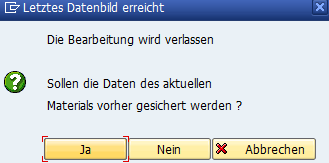 Letztes Datenbild erreicht
Die Bearbeitung wird verlassen
Sollen die Daten des aktuellen
Materials vorher gesichert werden ?
Ja Nein Abbrechen